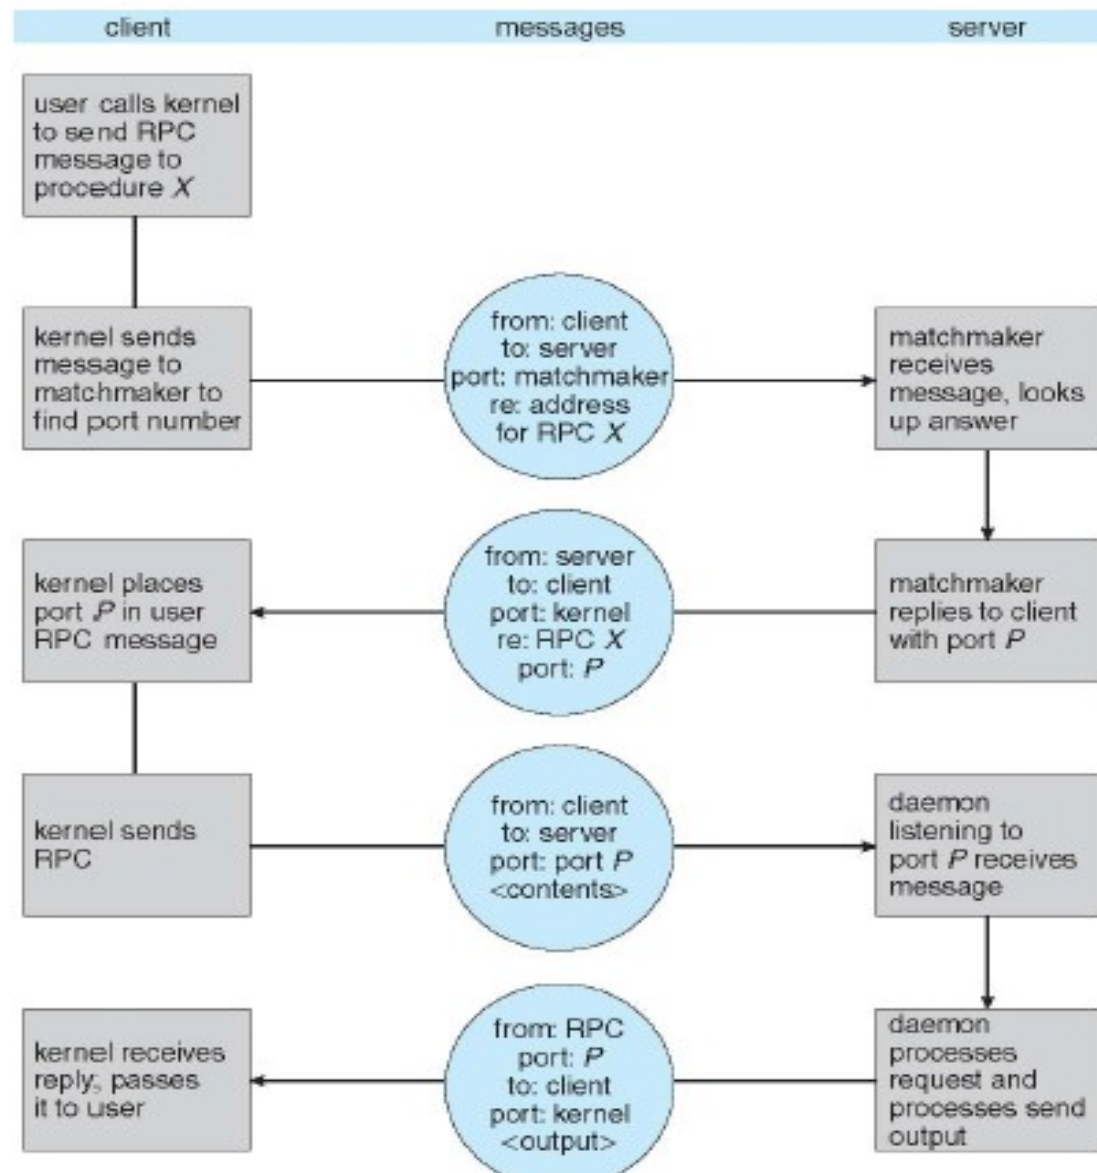 client messages server
user calls kernel
to send RPC
message to
procedure X
kernel sends
message to
matchmaker to
find port number
from: client
to: server
port: matchmaker
re: address
for RPC X
matchmaker
receives
message, looks
up answer
kernel places
port P in user
RPC message
from: server
to: client
port: kernel
re: RPC X
port: P
matchmaker
replies to client
with port P
kernel sends
RPC
from: client
to: server
port: port P
<contents>
daemon
listening to
port P receives
message
kernel receives
reply, passes
it to user
from: RPC
port: P
to: client
port: kernel
<output>
daemon
processes
request and
processes send
output